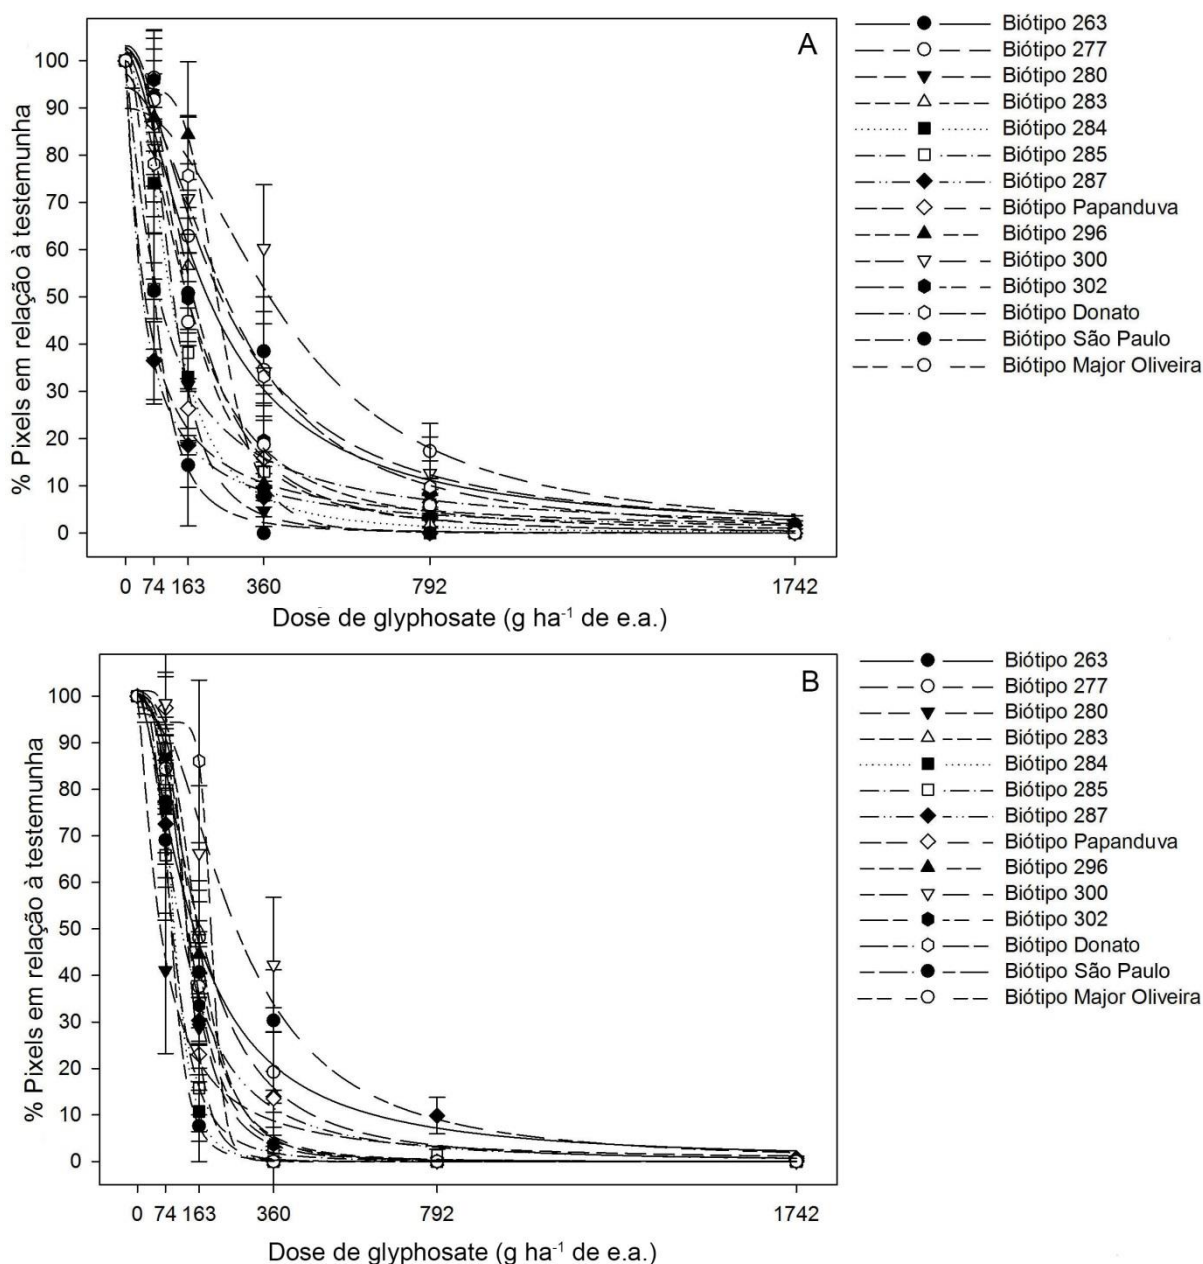 A
% Pixels em relação à testemunha
100
90
80
70
60
50
40
30
20
10
0
0 74 163 360 792 1742
Dose de glyphosate (g ha⁻¹ de e.a.)
Biótipo 263
Biótipo 277
Biótipo 280
Biótipo 283
Biótipo 284
Biótipo 285
Biótipo 287
Biótipo Papanduva
Biótipo 296
Biótipo 300
Biótipo 302
Biótipo Donato
Biótipo São Paulo
Biótipo Major Oliveira
B
% Pixels em relação à testemunha
100
90
80
70
60
50
40
30
20
10
0
0 74 163 360 792 1742
Dose de glyphosate (g ha⁻¹ de e.a.)
Biótipo 263
Biótipo 277
Biótipo 280
Biótipo 283
Biótipo 284
Biótipo 285
Biótipo 287
Biótipo Papanduva
Biótipo 296
Biótipo 300
Biótipo 302
Biótipo Donato
Biótipo São Paulo
Biótipo Major Oliveira